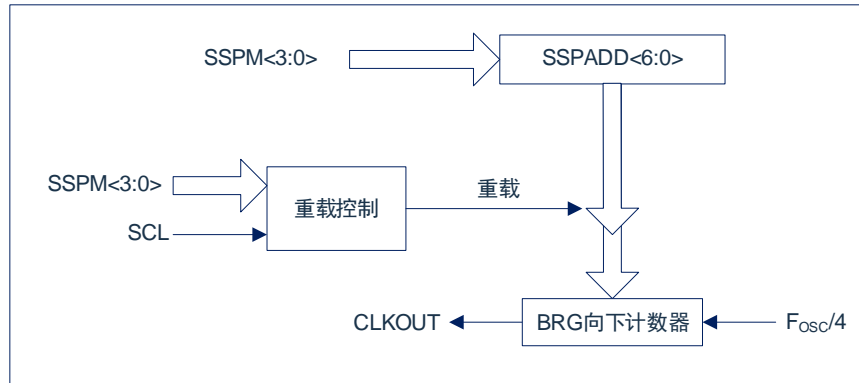 SSPM<3:0>
SSPADD<6:0>
SSPM<3:0>
重载控制
重载
SCL
CLKOUT
BRG向下计数器
FOSC/4